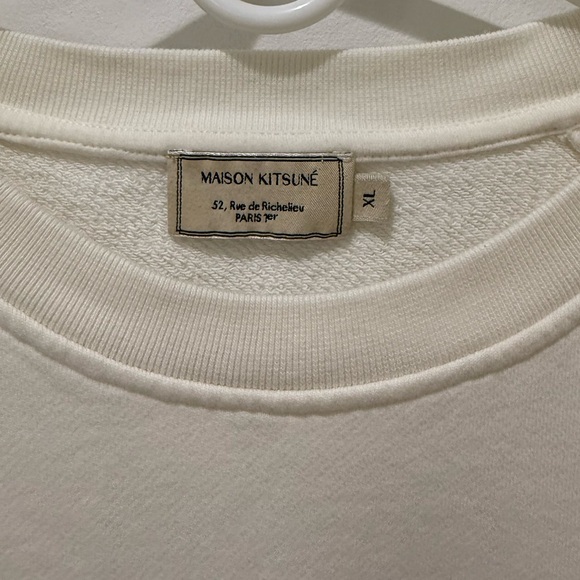 MAISON KITSUNÉ
52, Rue de Richelieu
PARIS 1er
XL